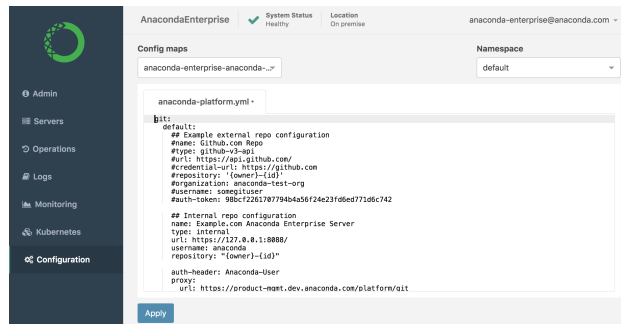 AnacondaEnterprise
System Status
Healthy
Location
On premise
anaconda-enterprise@anaconda.com
Config maps
anaconda-enterprise-anaconda-...
Namespace
default
Admin
Servers
Operations
Logs
Monitoring
Kubernetes
Configuration
anaconda-platform.yml •
git:
default:
## Example external repo configuration
#name: Github.com Repo
#type: github-v3-api
#url: https://api.github.com/
#credential-url: https://github.com
#repository: '{owner}-{id}'
#organization: anaconda-test-org
#username: somegituser
#auth-token: 98bcf2261707794b4a56f24e23fd6ed771d6c742
## Internal repo configuration
name: Example.com Anaconda Enterprise Server
type: internal
url: https://127.0.0.1:8088/
username: anaconda
repository: "{owner}-{id}"
auth-header: Anaconda-User
proxy:
url: https://product-mgmt.dev.anaconda.com/platform/git
Apply